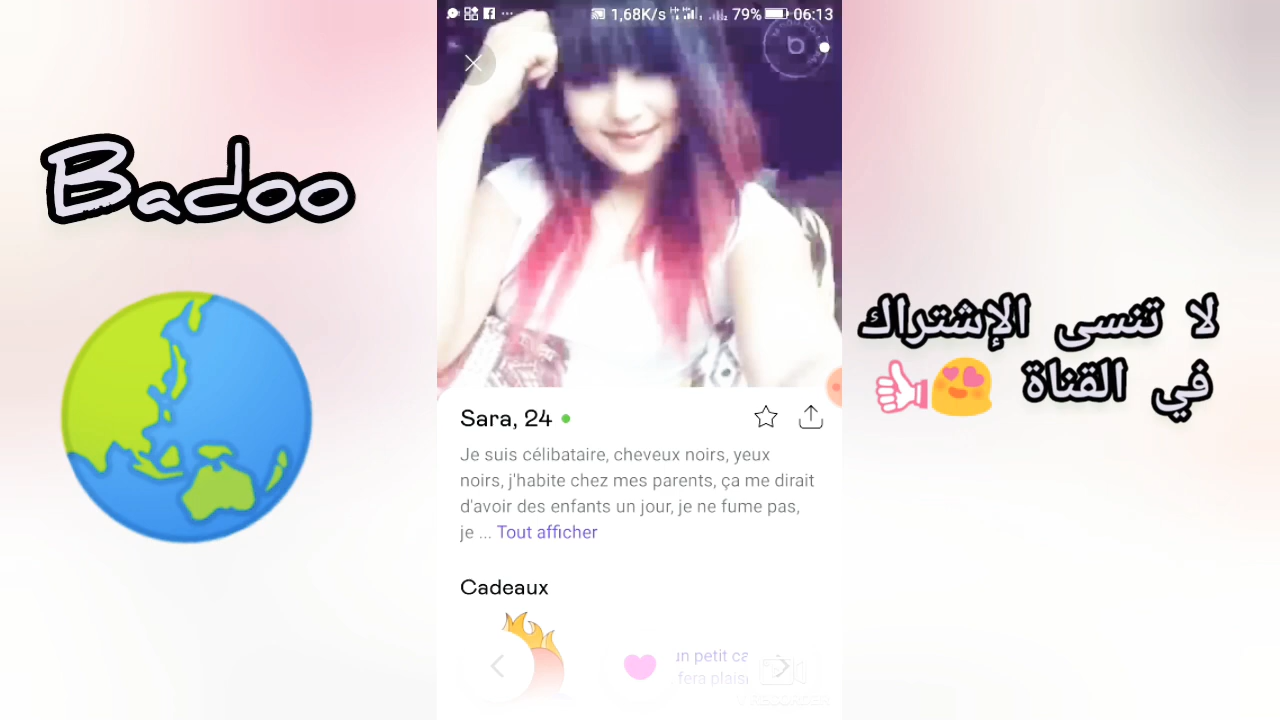 1,68K/s 79% 06:13
Badoo
لا تنسى الإشتراك
في القناة
Sara, 24
Je suis célibataire, cheveux noirs, yeux
noirs, j'habite chez mes parents, ça me dirait
d'avoir des enfants un jour, je ne fume pas,
je ... Tout afficher
Cadeaux
un petit
fera